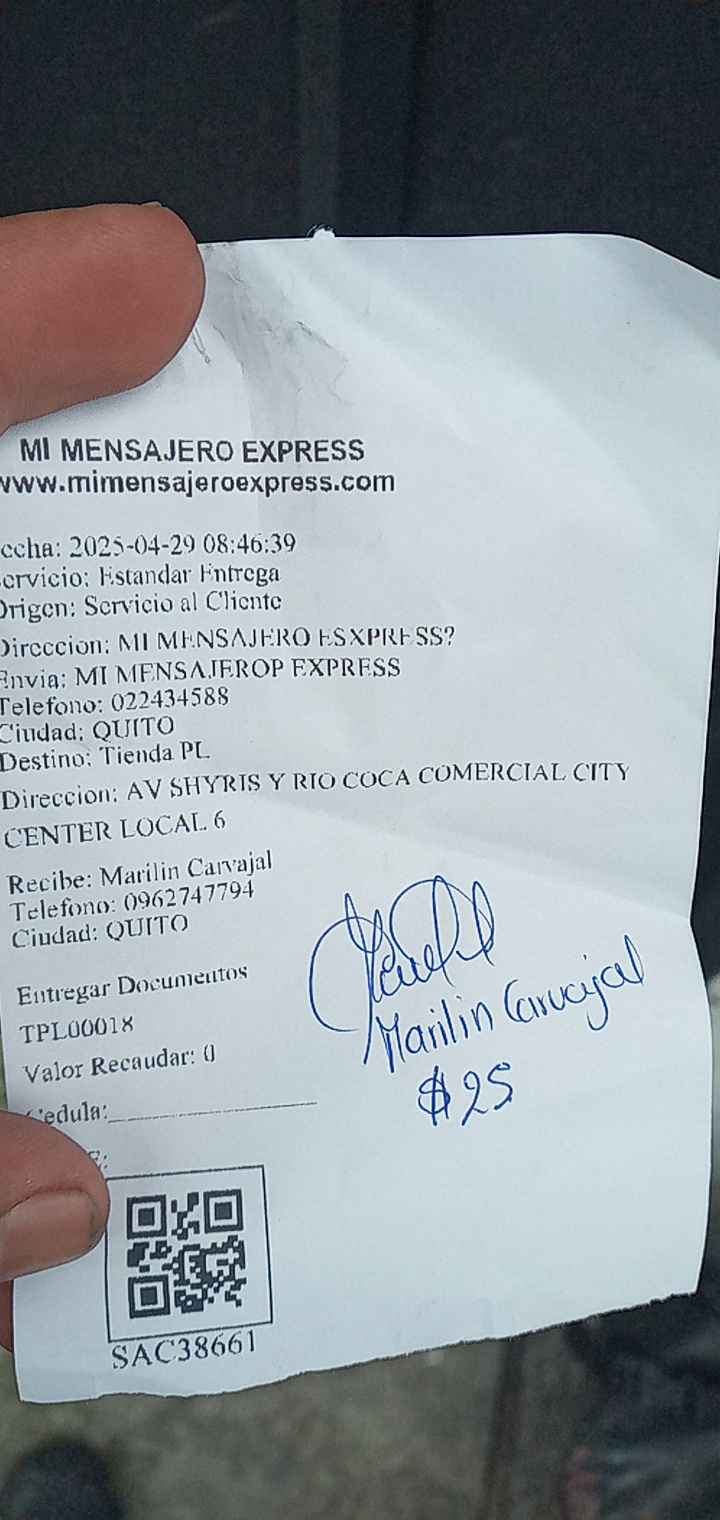 MI MENSAJERO EXPRESS
www.mimensajeroexpress.com
echa: 2025-04-29 08:46:39
ervicio: Estandar Entrega
Origen: Servicio al Cliente
Direccion: MI MENSAJERO ESXPRESS?
Envia: MI MENSAJEROP EXPRESS
Telefono: 022434588
Ciudad: QUITO
Destino: Tienda PL
Direccion: AV SHYRIS Y RIO COCA COMERCIAL CITY
CENTER LOCAL 6
Recibe: Marilin Carvajal
Telefono: 0962747794
Ciudad: QUITO
Entregar Documentos
TPL00018
Valor Recaudar: 0
Marilin Carvajal
$25
edula:
E:
SAC38661